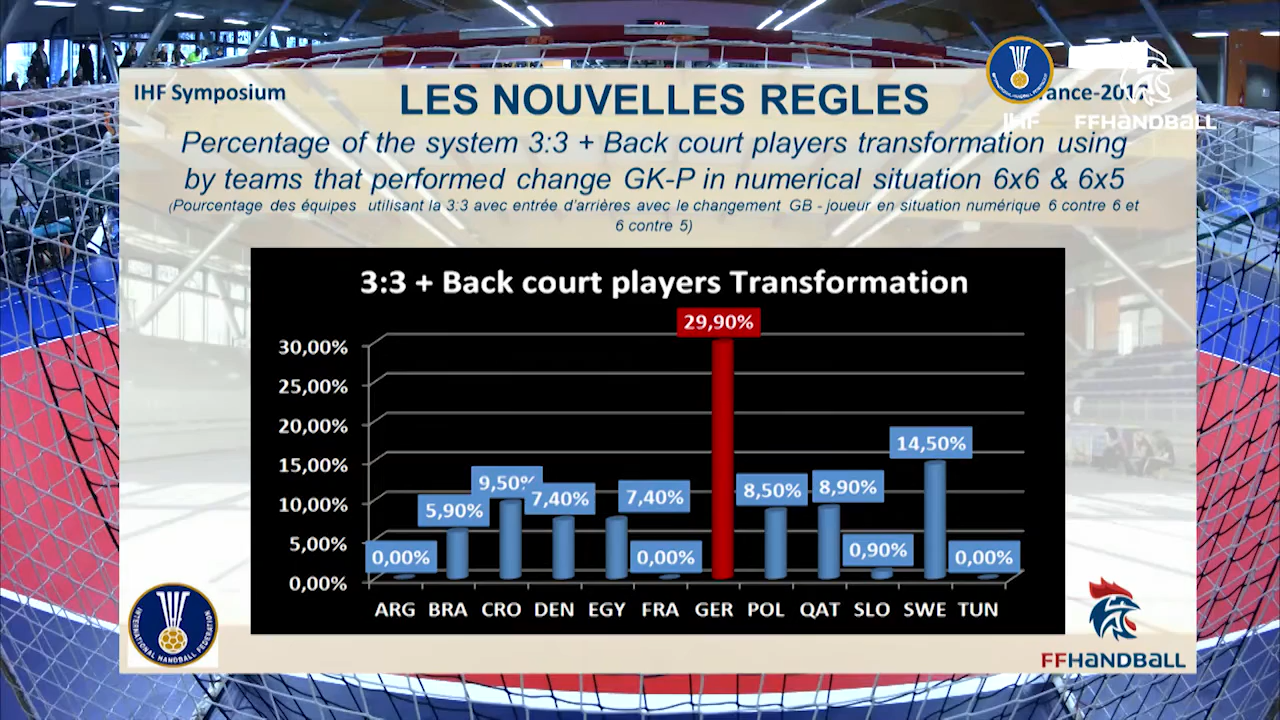 IHF Symposium
LES NOUVELLES REGLES
rance-2017
IHF
FFHANDBALL
Percentage of the system 3:3 + Back court players transformation using
by teams that performed change GK-P in numerical situation 6x6 & 6x5
(Pourcentage des équipes utilisant la 3:3 avec entrée d'arrières avec le changement GB - joueur en situation numérique 6 contre 6 et
6 contre 5)
3:3 + Back court players Transformation
30,00%
25,00%
20,00%
15,00%
10,00%
5,00%
0,00%
0,00%
5,90%
9,50%
7,40%
7,40%
0,00%
29,90%
8,50%
8,90%
0,90%
14,50%
0,00%
ARG BRA CRO DEN EGY FRA GER POL QAT SLO SWE TUN
INTERNATIONAL HANDBALL FEDERATION
FFHANDBALL